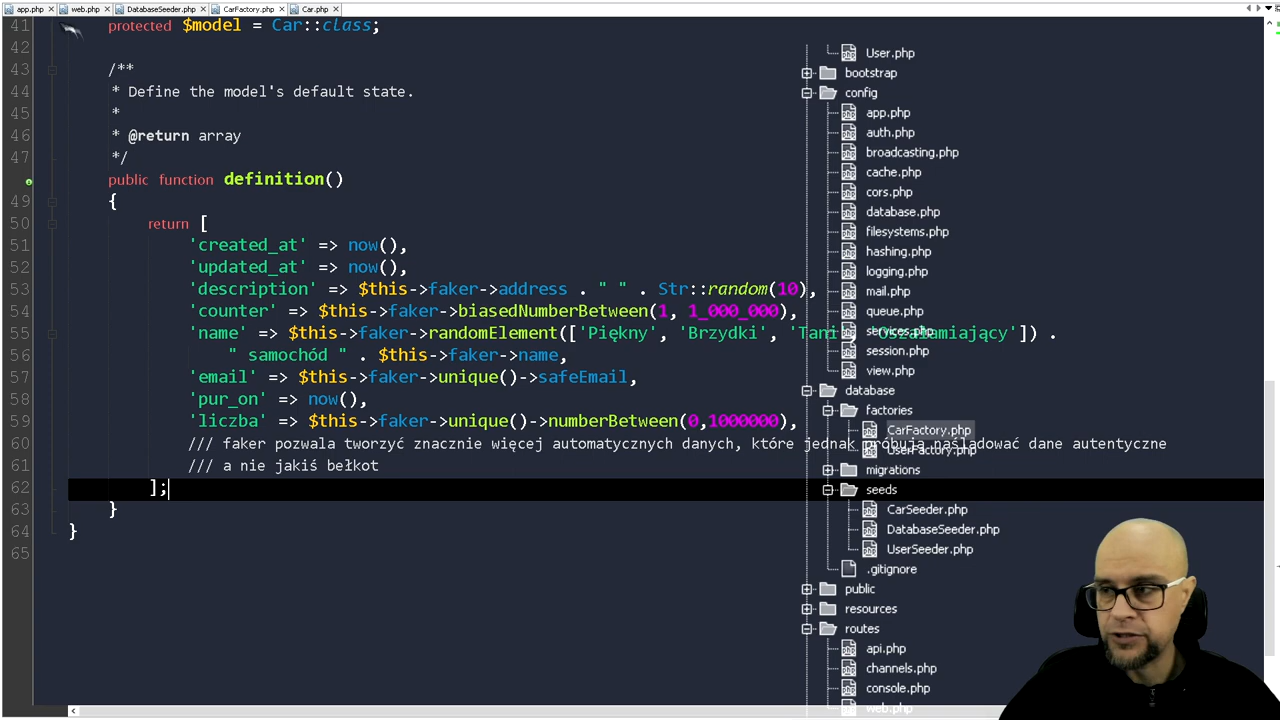 app.php
web.php
DatabaseSeeder.php
CarFactory.php
Car.php
41 protected $model = Car::class;
42
43 /**
44 * Define the model's default state.
45 *
46 * @return array
47 */
public function definition()
49 {
50 return [
51 'created_at' => now(),
52 'updated_at' => now(),
53 'description' => $this->faker->address . " " . Str::random(10),
54 'counter' => $this->faker->biasedNumberBetween(1, 1_000_000),
55 'name' => $this->faker->randomElement(['Piękny', 'Brzydki', 'Tani', 'Oszałamiający']) .
56 " samochód " . $this->faker->name,
57 'email' => $this->faker->unique()->safeEmail,
58 'pur_on' => now(),
59 'liczba' => $this->faker->unique()->numberBetween(0,1000000),
60 /// faker pozwala tworzyć znacznie więcej automatycznych danych, które jednak próbują naśladować dane autentyczne
61 /// a nie jakiś bełkot
62 ];
63 }
64 }
65
User.php
bootstrap
config
app.php
auth.php
broadcasting.php
cache.php
cors.php
database.php
filesystems.php
hashing.php
logging.php
mail.php
queue.php
services.php
session.php
view.php
database
factories
CarFactory.php
UserFactory.php
migrations
seeds
CarSeeder.php
DatabaseSeeder.php
UserSeeder.php
.gitignore
public
resources
routes
api.php
channels.php
console.php
web.php